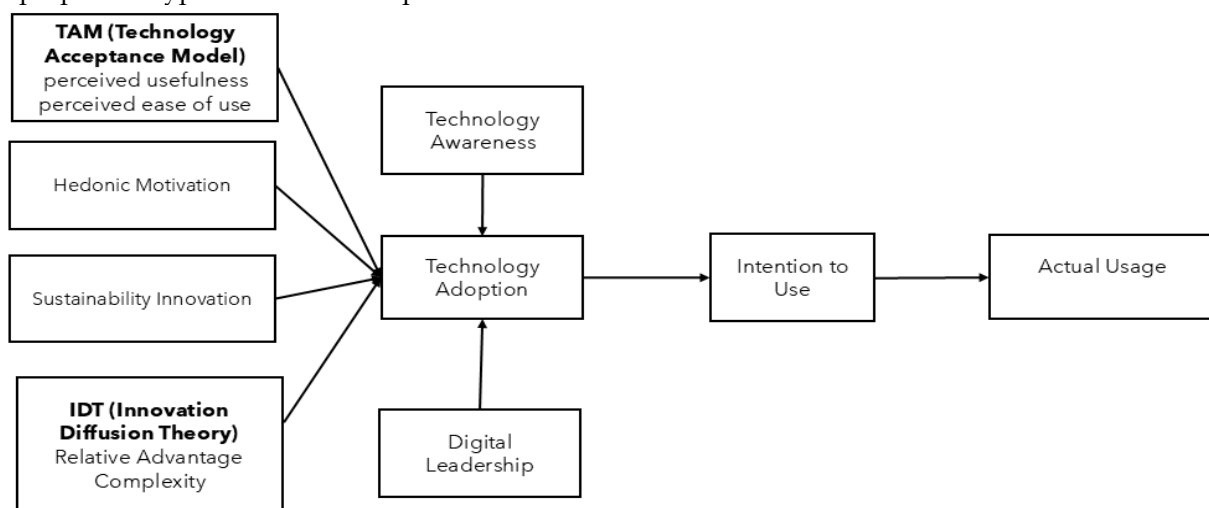 TAM (Technology
Acceptance Model)
perceived usefulness
perceived ease of use
Hedonic Motivation
Sustainability Innovation
IDT (Innovation
Diffusion Theory)
Relative Advantage
Complexity
Technology
Awareness
Technology
Adoption
Digital
Leadership
Intention to
Use
Actual Usage